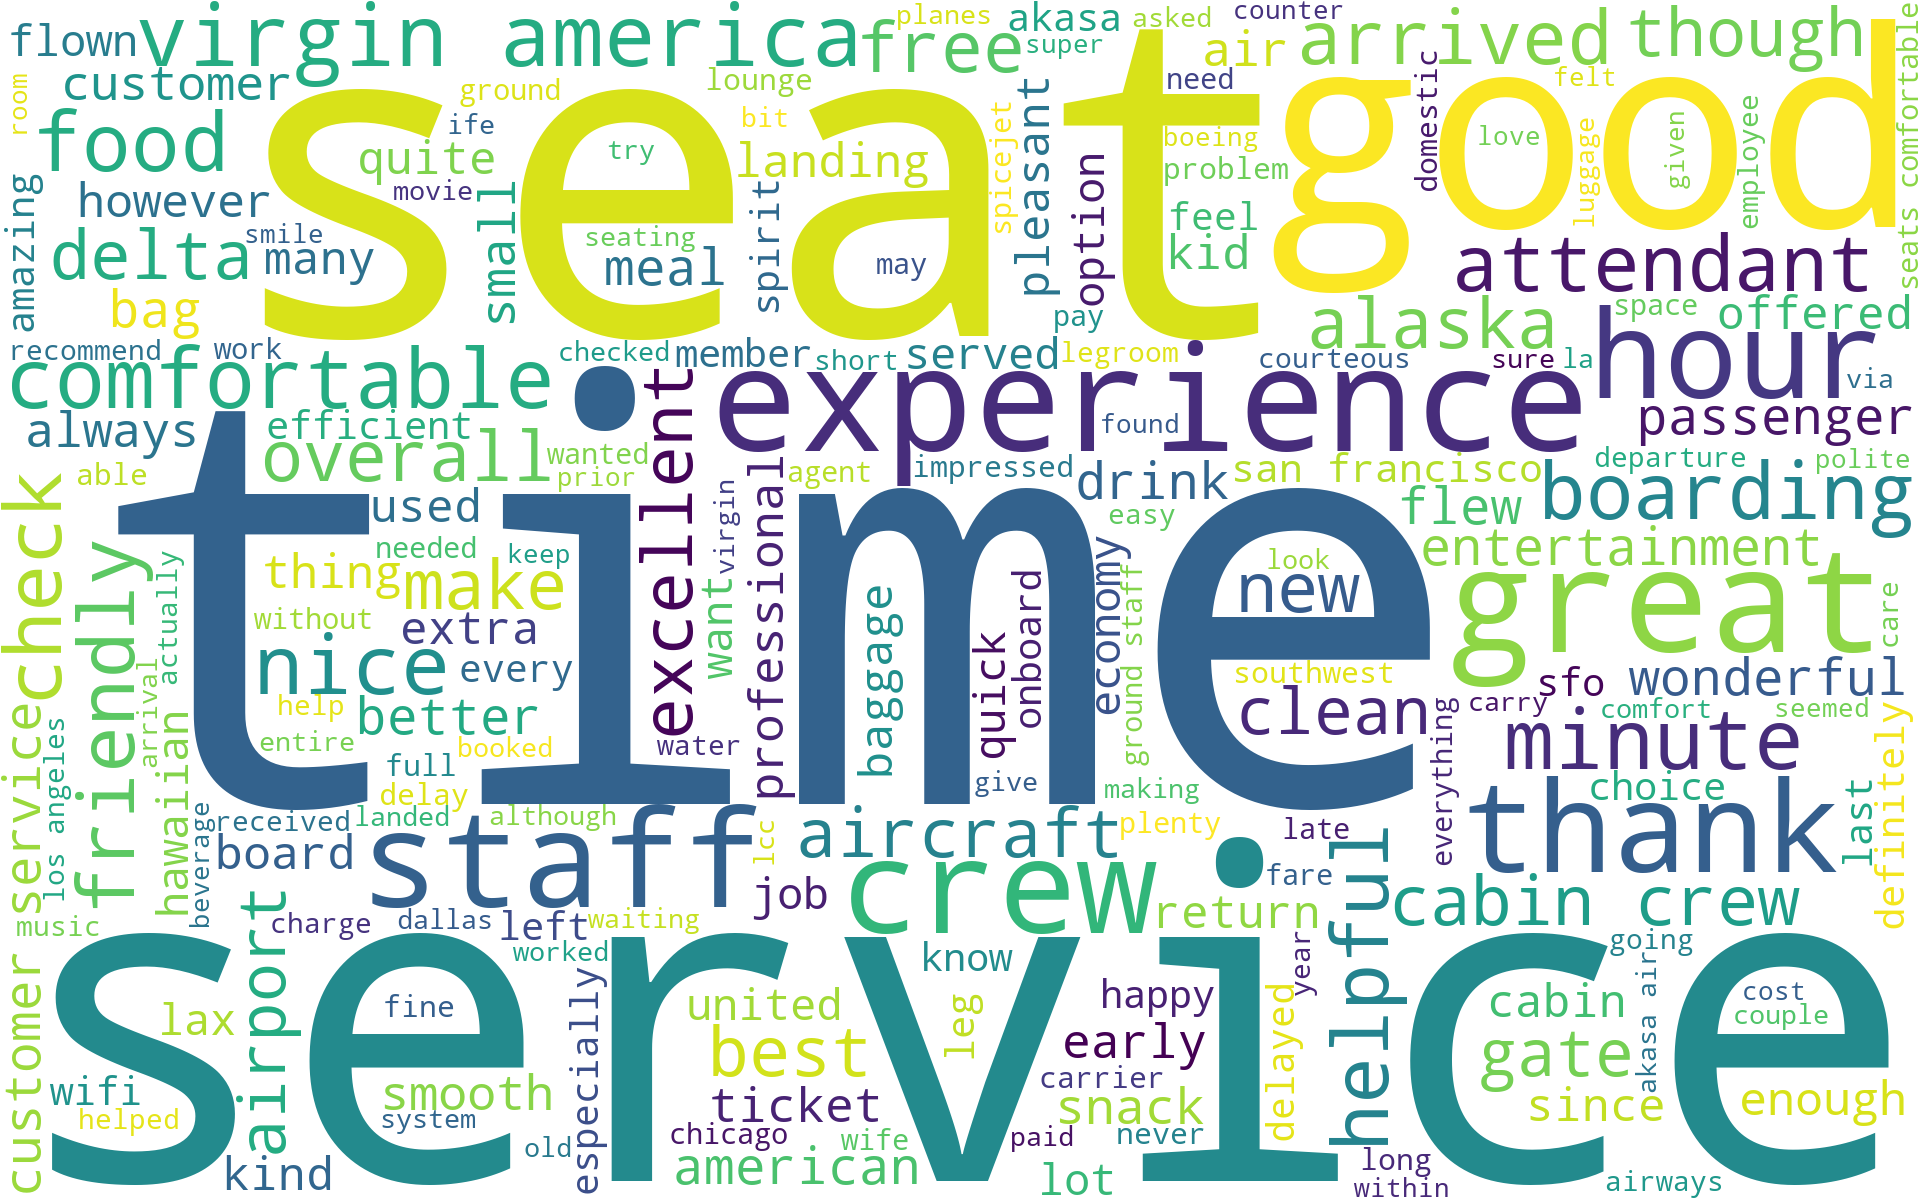 flown
virgin america
free
planes
akasa
super
asked
counter
air
arrived
though
seats comfortable
customer
room
ground
ife
lounge
bit
seat
good
need
domestic
felt
food
quite
movie
try
landing
spicejet
pleasant
option
boeing
problem
love
luggage
given
employee
amazing
however
delta
smile
many
small
seating
meal
spirit
may
feel
kid
attendant
bag
pay
alaska
space
offered
recommend
work
comfortable
checked
member
short
served
legroom
experience
courteous
sure
la
hour
via
passenger
always
efficient
overall
wanted
prior
excellent
found
able
check
used
professional
agent
impressed
drink
san francisco
departure
polite
boarding
flew
easy
time
needed
keep
virgin
friendly
actually
thing
make
want
baggage
quick
onboard
economy
ground staff
look
new
entertainment
great
care
without
extra
nice
every
southwest
clean
sfo
wonderful
arrival
help
better
hawaiian
entire
booked
water
carry
comfort
seemed
minute
everything
definitely
customer service
los angeles
full
delay
give
making
choice
last
beverage
received
landed
although
board
staff
lcc
aircraft
plenty
late
thank
job
crew
fare
helpful
cabin crew
return
music
airport
charge
dallas
left
waiting
worked
know
year
going
service
lax
fine
especially
united
leg
happy
delayed
cabin
akasa air
cost
couple
best
early
gate
wifi
helped
smooth
system
carrier
ticket
snack
since
enough
old
chicago
wife
paid
never
kind
american
lot
long
within
airways